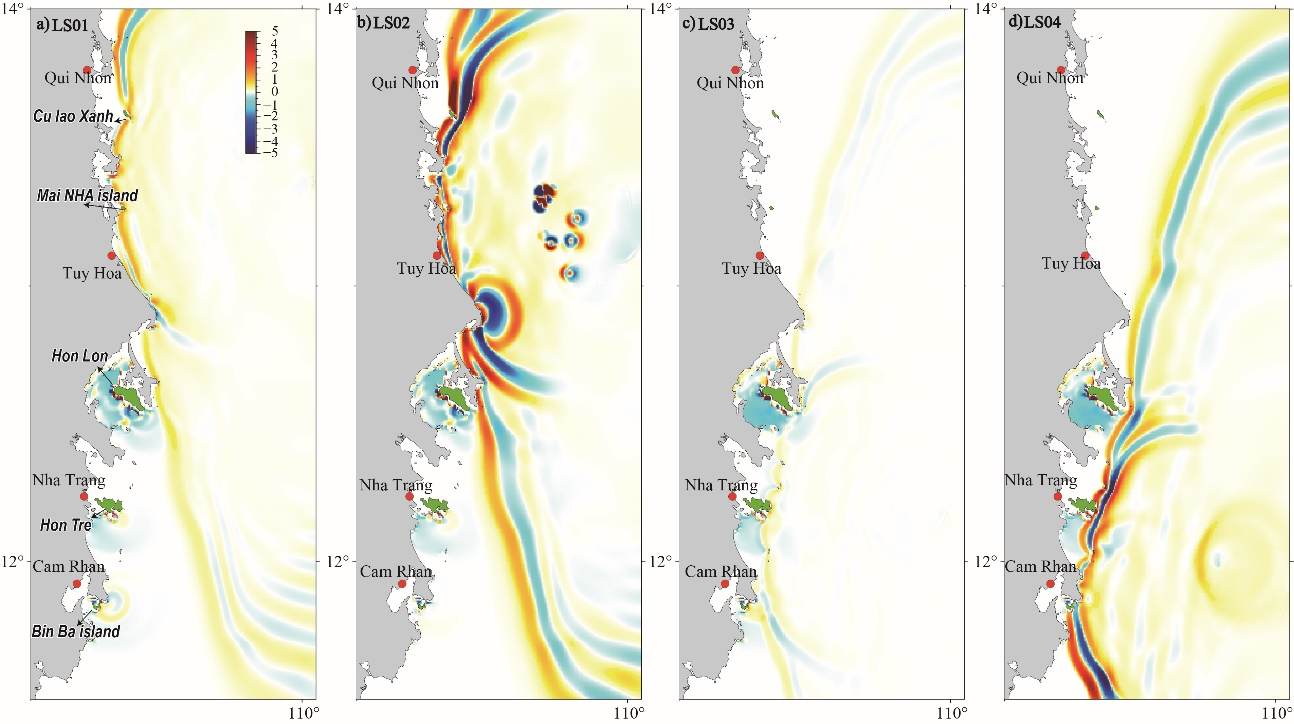 14°
a) LS01
5
4
3
2
1
0
−1
−2
−3
−4
−5
Qui Nhon
Cu lao Xanh
Mai NHA island
Tuy Hoa
Hon Lon
Nha Trang
Hon Tre
12°
Cam Rhan
Bin Ba island
110°
14°
b) LS02
Qui Nhon
Tuy Hoa
Nha Trang
12°
Cam Rhan
110°
14°
c) LS03
Qui Nhon
Tuy Hoa
Nha Trang
12°
Cam Rhan
110°
14°
d) LS04
Qui Nhon
Tuy Hoa
Nha Trang
12°
Cam Rhan
110°